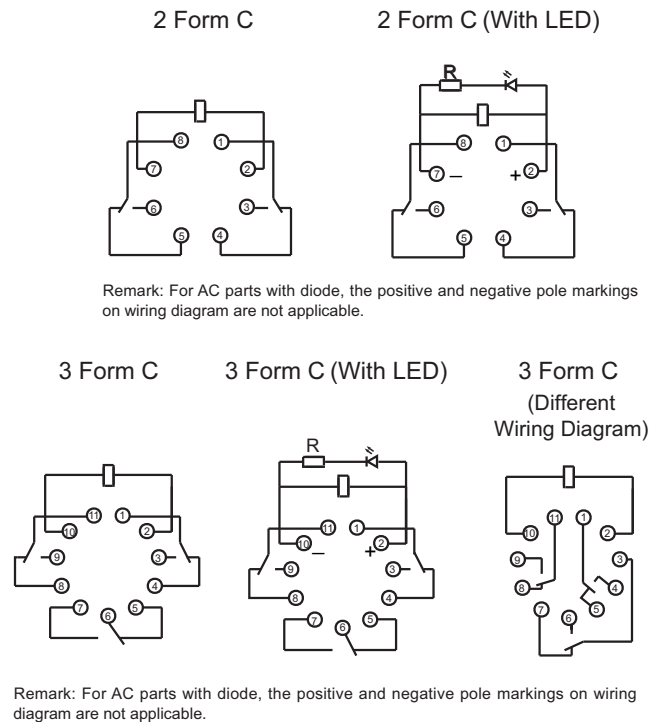 2 Form C
2 Form C (With LED)
R
8 1
7 2
6 3
5 4
R
8 1
7 – + 2
6 3
5 4
Remark: For AC parts with diode, the positive and negative pole markings
on wiring diagram are not applicable.
3 Form C
3 Form C (With LED)
3 Form C
(Different
Wiring Diagram)
11 1
10 2
9 3
8 4
7 6 5
R
11 1
10 – + 2
9 3
8 4
7 6 5
11 1
10 2
9 3
8 4
7 6 5
Remark: For AC parts with diode, the positive and negative pole markings on wiring
diagram are not applicable.